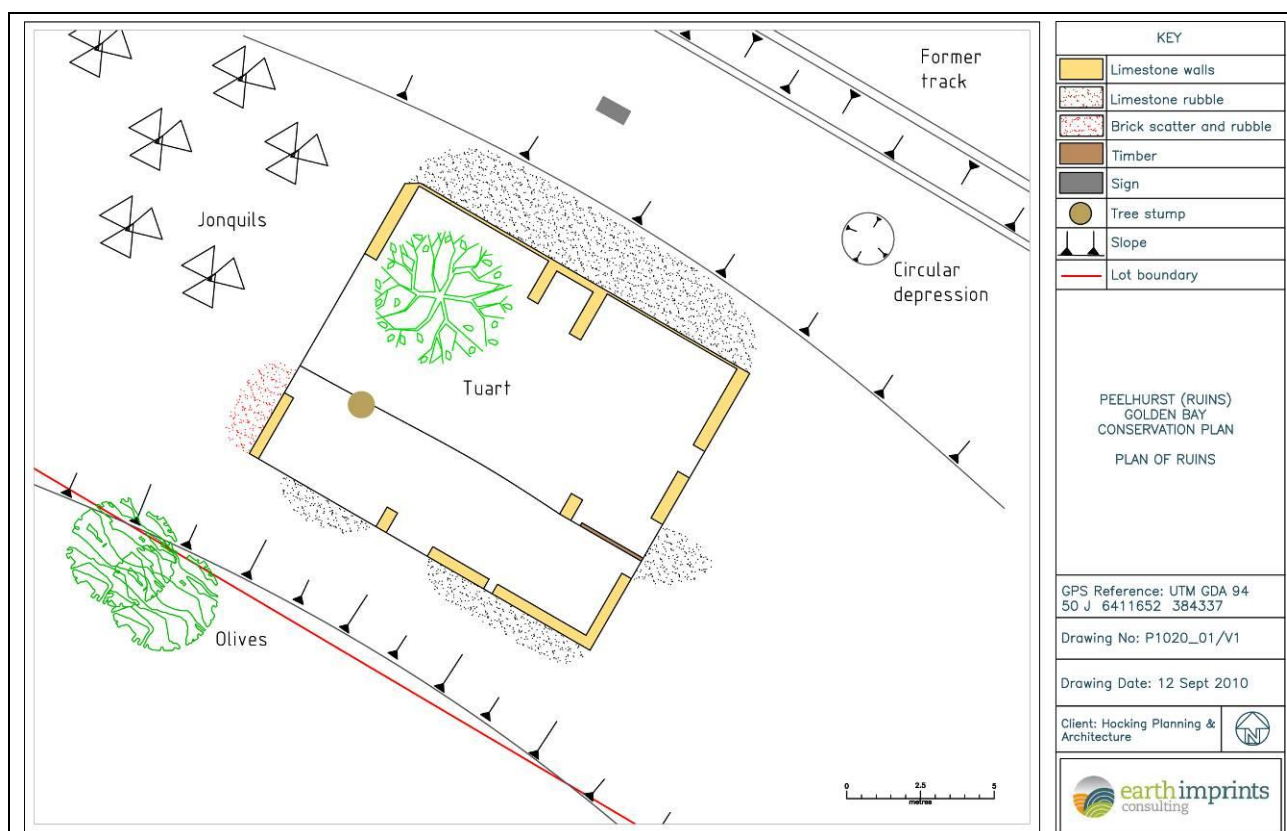 Former
track
Jonquils
Circular
depression
Tuart
Olives
0 2.5 5
metres
KEY
Limestone walls
Limestone rubble
Brick scatter and rubble
Timber
Sign
Tree stump
Slope
Lot boundary
PEELHURST (RUINS)
GOLDEN BAY
CONSERVATION PLAN
PLAN OF RUINS
GPS Reference: UTM GDA 94
50 J 6411652 384337
Drawing No: P1020_01/V1
Drawing Date: 12 Sept 2010
Client: Hocking Planning &
Architecture
N
earth imprints
consulting